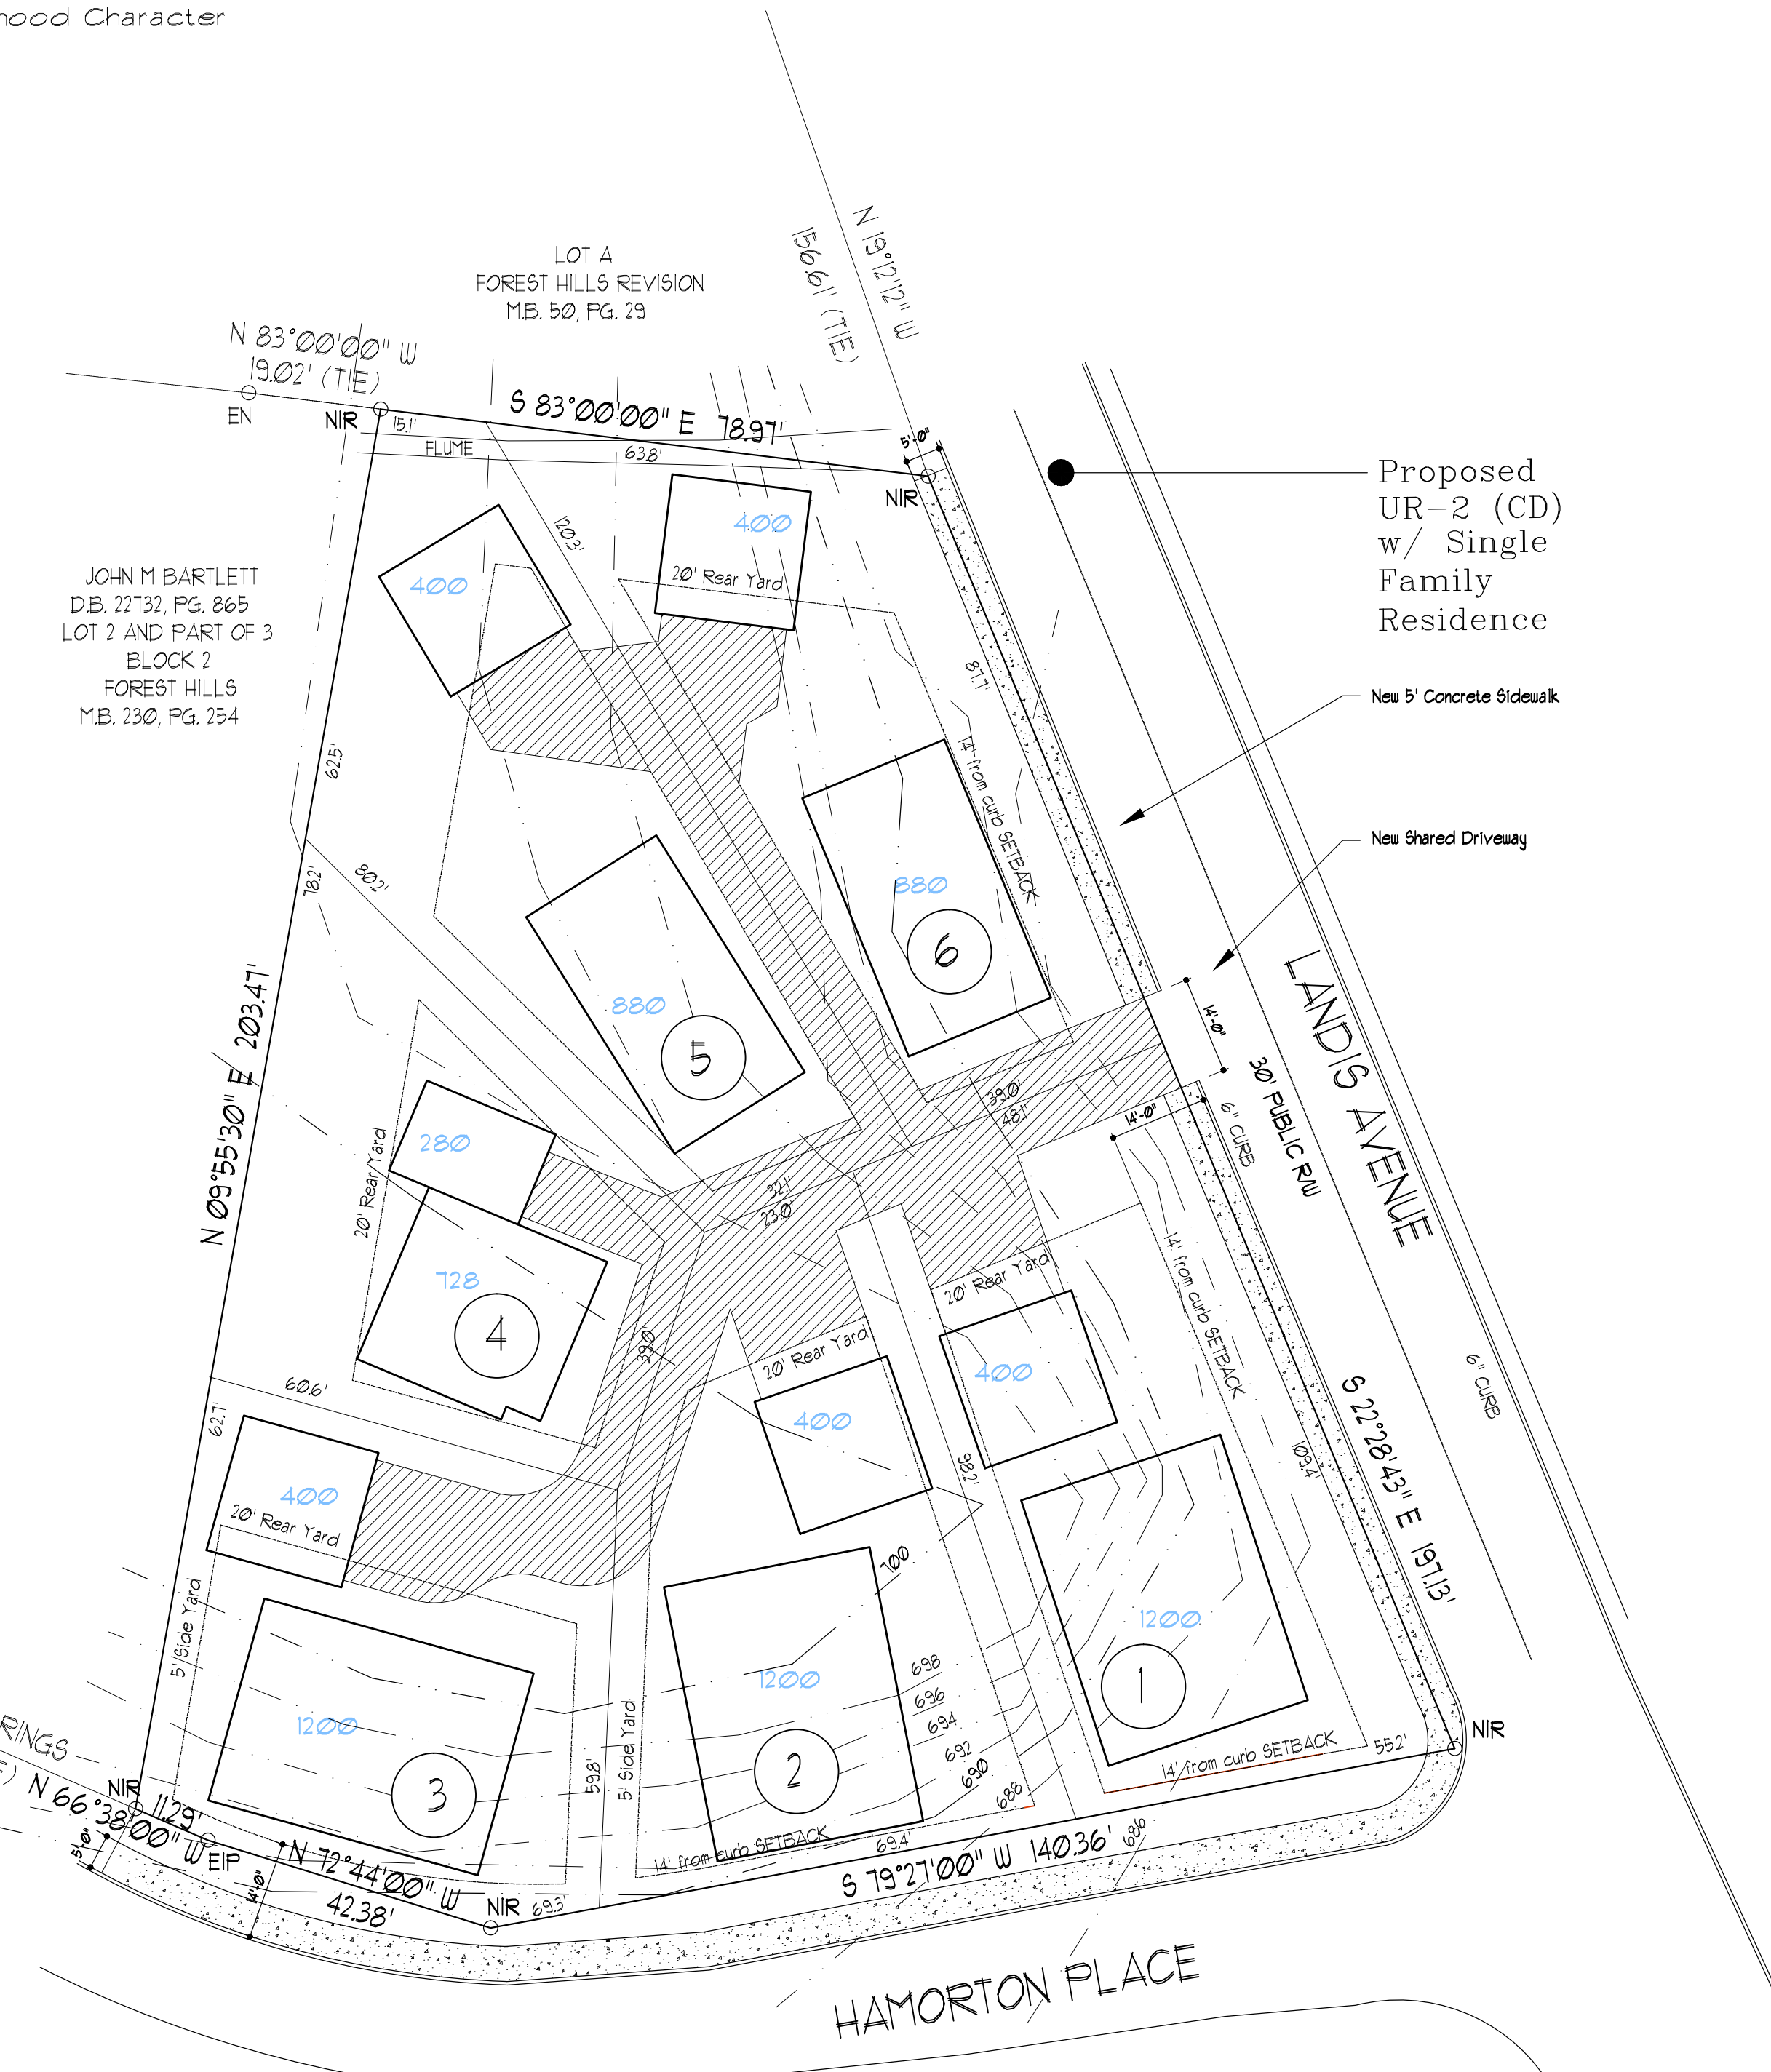 hood Character
LOT A
FOREST HILLS REVISION
M.B. 50, PG. 29
N 19°12'12" W
156.61' (TIE)
N 83°00'00" W
19.02' (TIE)
EN
NIR
15.1'
S 83°00'00" E 78.97'
FLUME
63.8'
5'-0"
NIR
Proposed
UR-2 (CD)
w/ Single
Family
Residence
New 5' Concrete Sidewalk
New Shared Driveway
JOHN M BARTLETT
D.B. 22732, PG. 865
LOT 2 AND PART OF 3
BLOCK 2
FOREST HILLS
M.B. 230, PG. 254
400
120.3'
400
20' Rear Yard
87.7'
62.5'
14' from curb SETBACK
78.2'
80.2'
880
6
880
5
N 09°55'30" E 203.47'
14'-0"
LANDIS AVENUE
30' PUBLIC R/W
6" CURB
39.0'
48.1'
14'-0"
280
20' Rear Yard
32.1'
23.0'
728
4
39.0'
20' Rear Yard
14' from curb SETBACK
20' Rear Yard
400
400
6" CURB
60.6'
62.7'
S 22°28'43" E 197.13'
109.4'
98.2'
400
20' Rear Yard
5' Side Yard
700
1200
1
1200
2
1200
3
698
696
694
692
690
688
686
59.8'
5' Side Yard
14' from curb SETBACK
55.2'
NIR
RINGS
N 66°38'00" W
NIR
11.29'
EIP
5'-0"
14'-0"
N 72°44'00" W
42.38'
NIR
69.3'
14' from curb SETBACK
69.4'
S 79°27'00" W 140.36'
HAMORTON PLACE